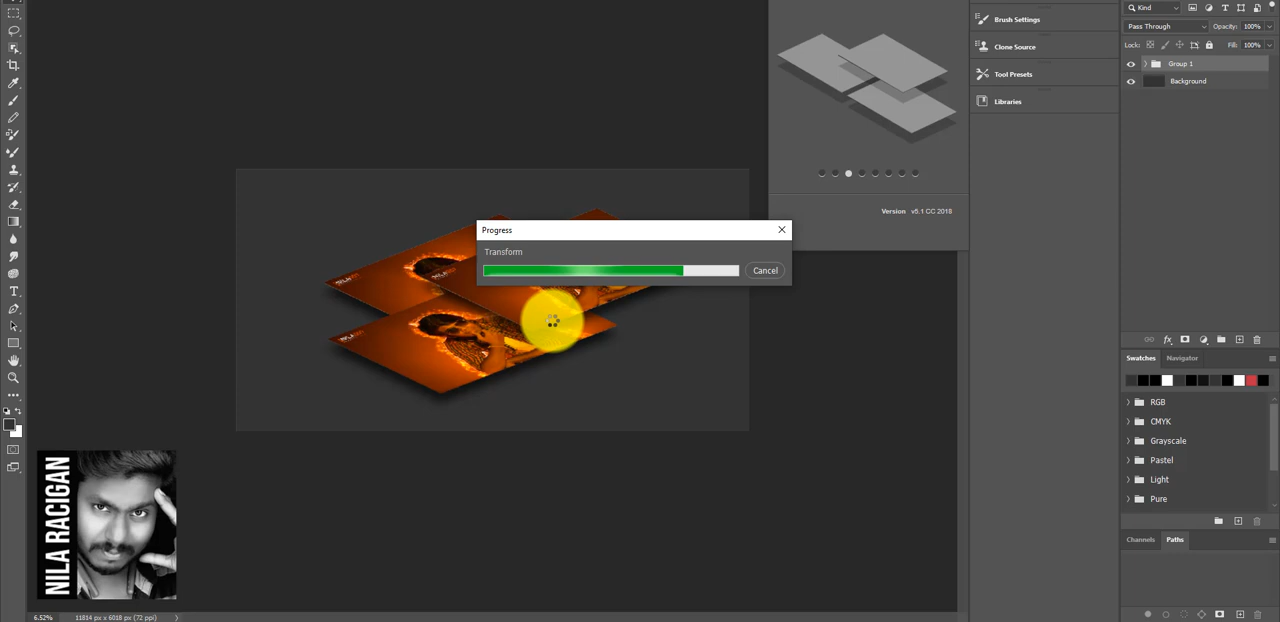 Kind
Pass Through
Opacity: 100%
Lock:
Fill: 100%
Group 1
Background
Brush Settings
Clone Source
Tool Presets
Libraries
Version v5.1 CC 2018
Progress
Transform
Cancel
Swatches
Navigator
RGB
CMYK
Grayscale
Pastel
Light
Pure
Channels
Paths
NILA RACIGAN
6.52%
11814 px x 6018 px (72 ppi)